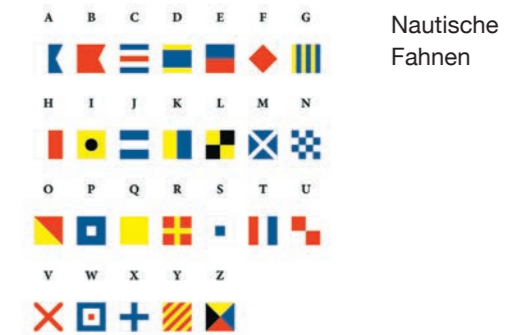 A B C D E F G
Nautische
Fahnen
H I J K L M N
O P Q R S T U
V W X Y Z